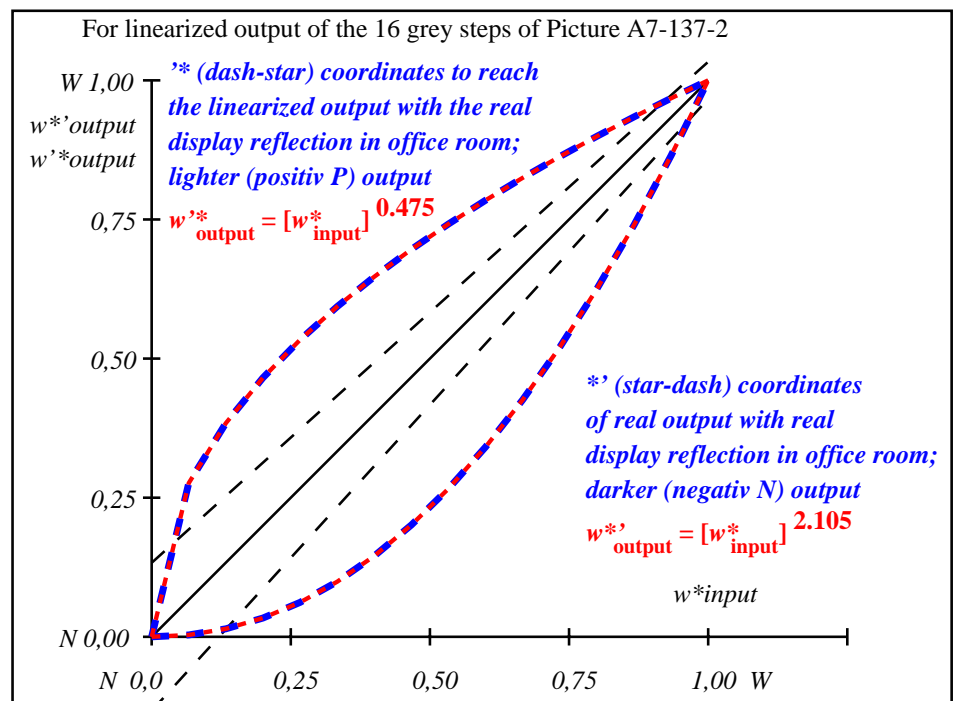 For linearized output of the 16 grey steps of Picture A7-137-2
W 1,00
w*'output
w'*output
'* (dash-star) coordinates to reach
the linearized output with the real
display reflection in office room;
lighter (positiv P) output
w'*output = [w*input] 0.475
0,75
0,50
*' (star-dash) coordinates
of real output with real
display reflection in office room;
darker (negativ N) output
w*'output = [w*input] 2.105
0,25
w*input
N 0,00
N 0,0 0,25 0,50 0,75 1,00 W